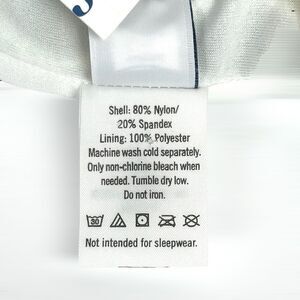 Shell: 80% Nylon/
20% Spandex
Lining: 100% Polyester
Machine wash cold separately.
Only non-chlorine bleach when
needed. Tumble dry low.
Do not iron.
30
Not intended for sleepwear.